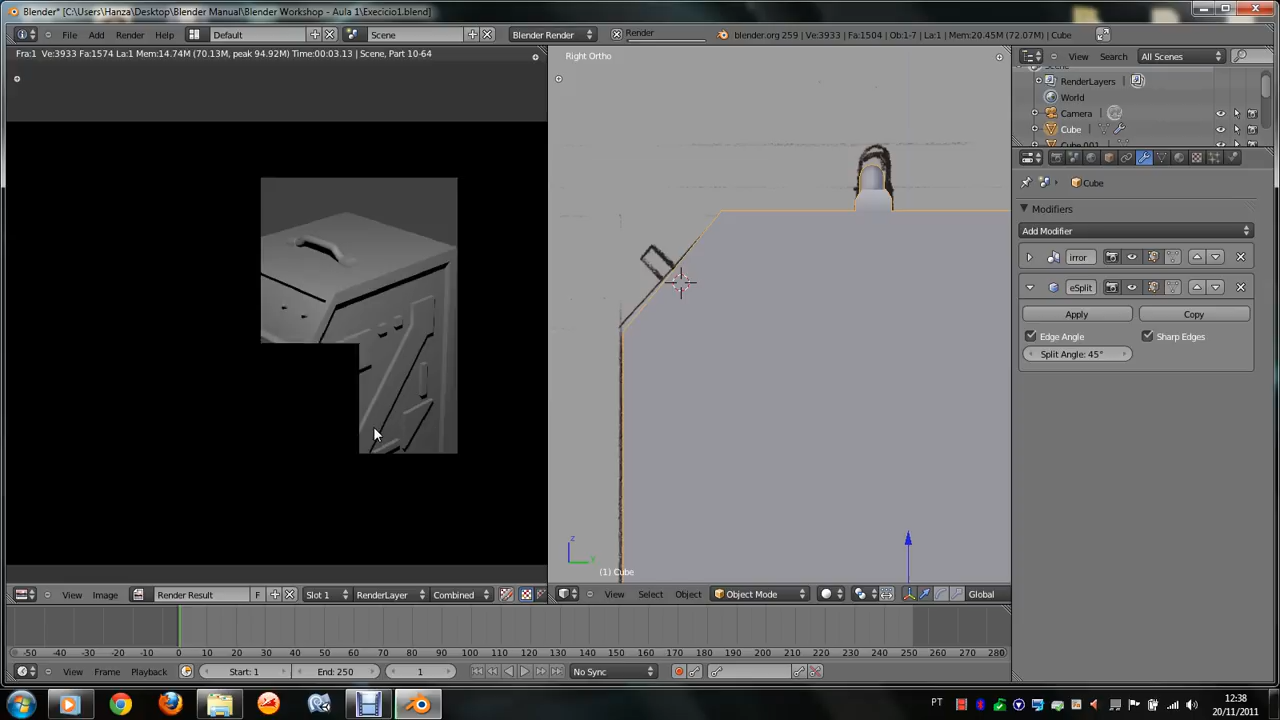 Blender* [C:\Users\Hanza\Desktop\Blender Manual\Blender Workshop - Aula 1\Execicio1.blend]
File Add Render Help Default Scene Blender Render Render blender.org 259 | Ve:3933 Fa:1504 | Ob:1-7 | La:1 | Mem:20.45M (72.07M) | Cube
Fra:1 Ve:3933 Fa:1574 La:1 Mem:14.74M (70.13M, peak 94.92M) Time:00:03.13 | Scene, Part 10-64
Right Ortho
View Search All Scenes
RenderLayers
World
Camera
Cube
Cube.001
Cube
Modifiers
Add Modifier
irror
eSplit
Apply Copy
Edge Angle Sharp Edges
Split Angle: 45°
z
Y
(1) Cube
View Image Render Result F Slot 1 RenderLayer Combined
View Select Object Object Mode Global
-50 -40 -30 -20 -10 0 10 20 30 40 50 60 70 80 90 100 110 120 130 140 150 160 170 180 190 200 210 220 230 240 250 260 270 280
View Frame Playback Start: 1 End: 250 1 No Sync
PT
12:38
20/11/2011